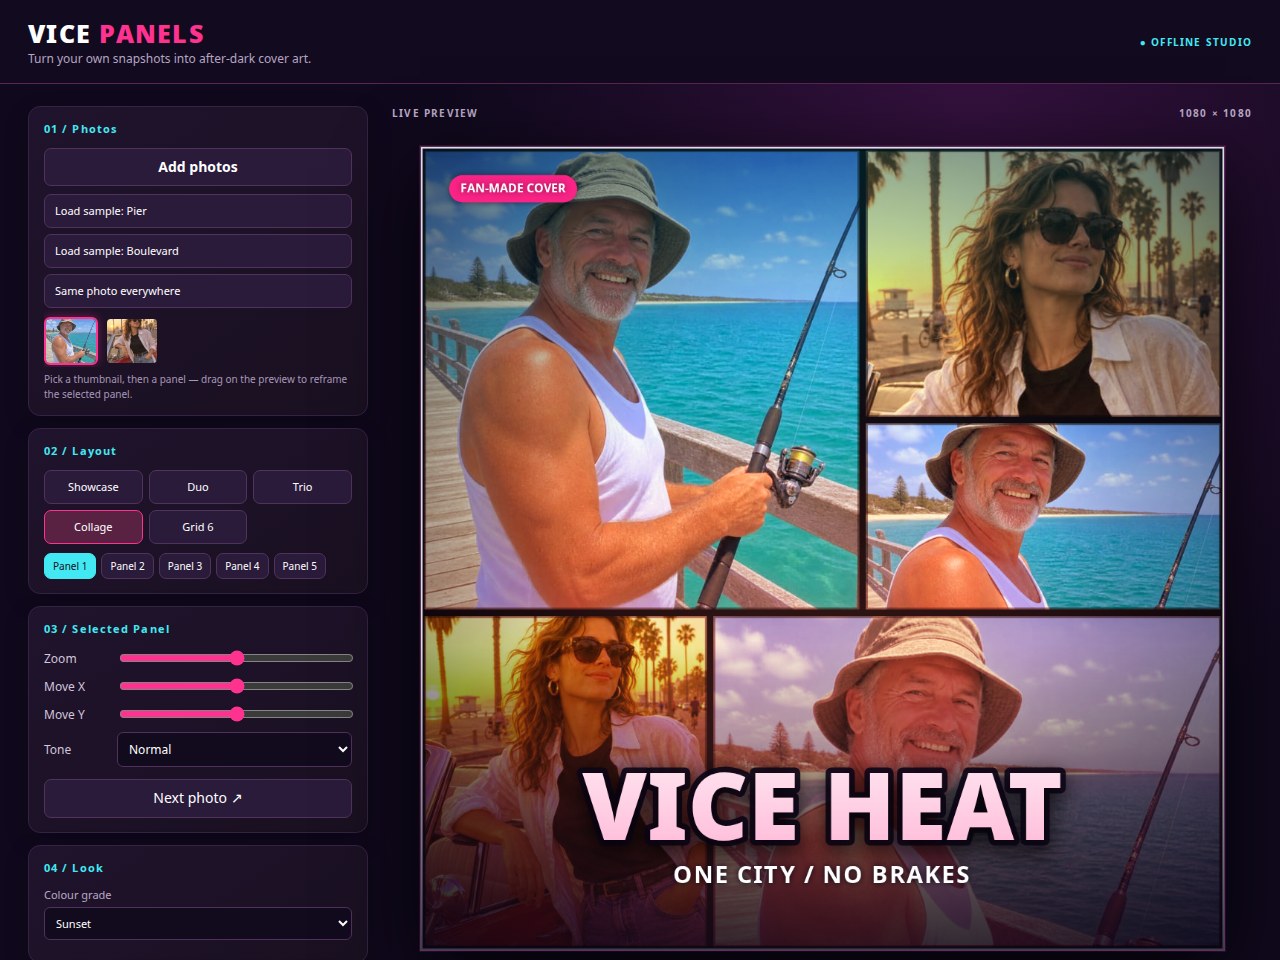 VICE PANELS
Turn your own snapshots into after-dark cover art.
● OFFLINE STUDIO
01 / Photos
Add photos
Load sample: Pier
Load sample: Boulevard
Same photo everywhere
Pick a thumbnail, then a panel — drag on the preview to reframe
the selected panel.
02 / Layout
Showcase
Duo
Trio
Collage
Grid 6
Panel 1
Panel 2
Panel 3
Panel 4
Panel 5
03 / Selected Panel
Zoom
Move X
Move Y
Tone
Normal
Next photo ↗
04 / Look
Colour grade
Sunset
LIVE PREVIEW
1080 × 1080
FAN-MADE COVER
VICE HEAT
ONE CITY / NO BRAKES